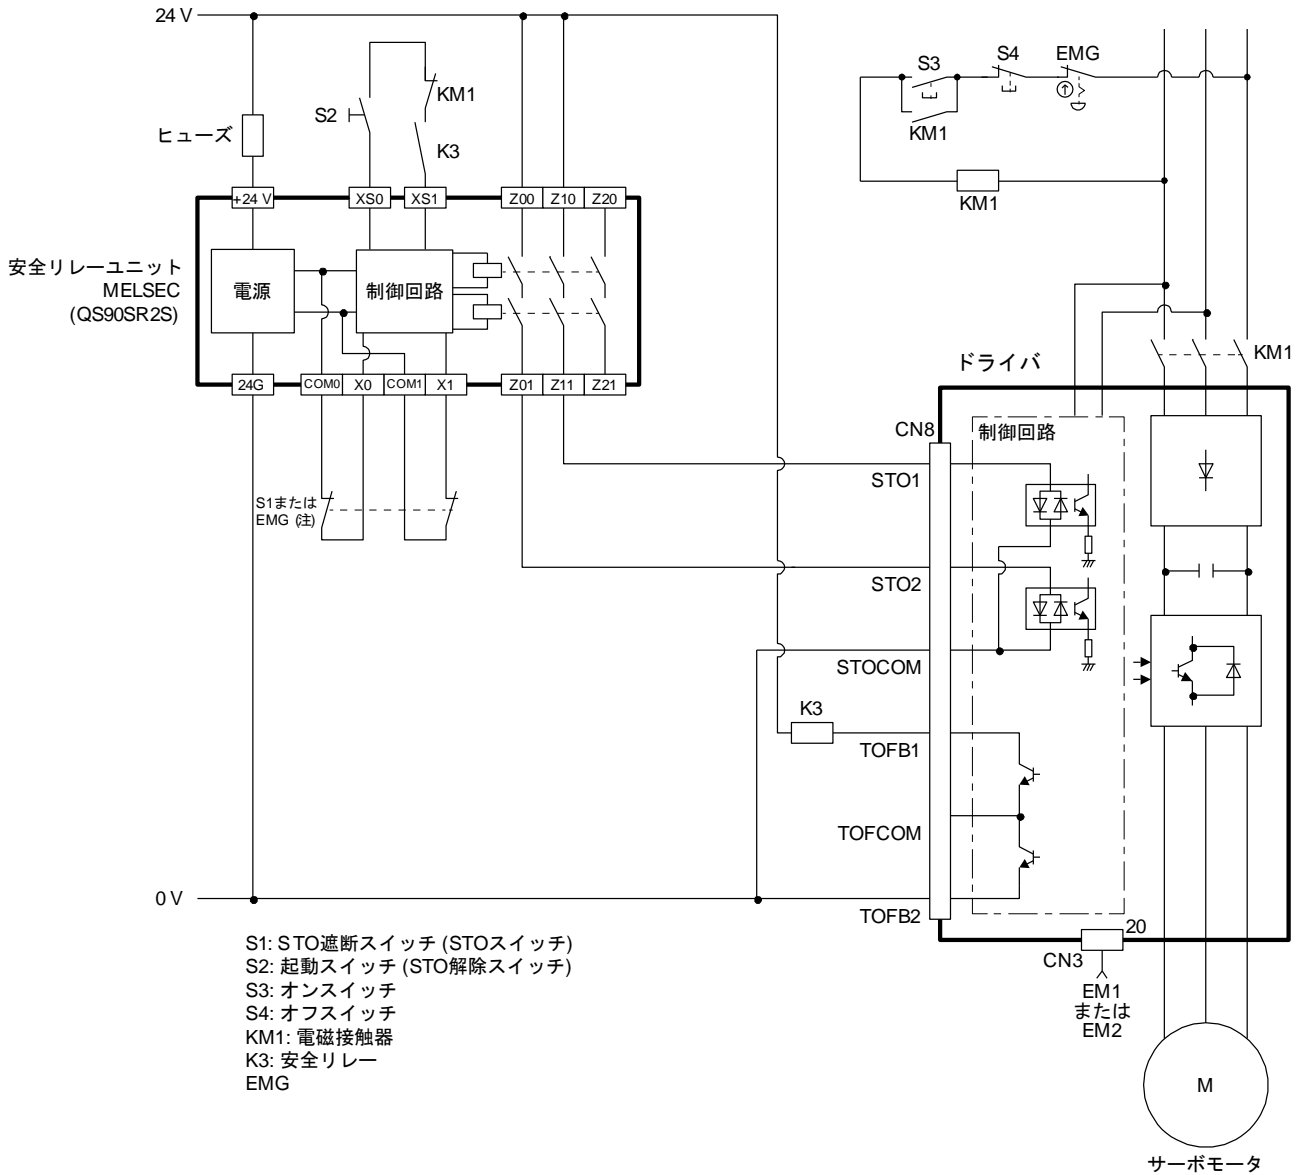 24 V
S2
KM1
K3
ヒューズ
+24 V
XS0
XS1
Z00
Z10
Z20
安全リレーユニット
MELSEC
(QS90SR2S)
電源
制御回路
24G
COM0
X0
COM1
X1
Z01
Z11
Z21
S1または
EMG (注)
S3
S4
EMG
KM1
KM1
KM1
ドライバ
CN8
制御回路
STO1
STO2
STOCOM
K3
TOFB1
TOFCOM
TOFB2
0 V
20
CN3
EM1
または
EM2
M
サーボモータ
S1: STO遮断スイッチ (STOスイッチ)
S2: 起動スイッチ (STO解除スイッチ)
S3: オンスイッチ
S4: オフスイッチ
KM1: 電磁接触器
K3: 安全リレー
EMG